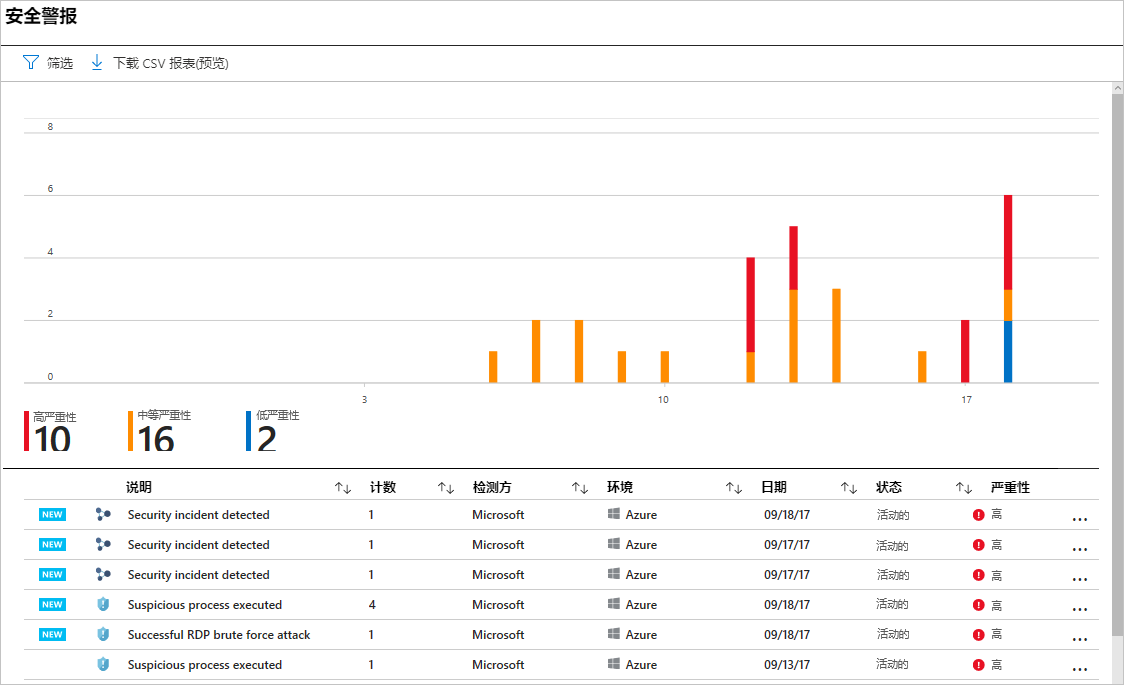 安全警报
筛选 下载 CSV 报表(预览)
8
6
4
2
0
3 10 17
高严重性 中等严重性 低严重性
10 16 2
说明 计数 检测方 环境 日期 状态 严重性
NEW Security incident detected 1 Microsoft Azure 09/18/17 活动的 高 ...
NEW Security incident detected 1 Microsoft Azure 09/17/17 活动的 高 ...
NEW Security incident detected 1 Microsoft Azure 09/17/17 活动的 高 ...
NEW Suspicious process executed 4 Microsoft Azure 09/18/17 活动的 高 ...
NEW Successful RDP brute force attack 1 Microsoft Azure 09/18/17 活动的 高 ...
Suspicious process executed 1 Microsoft Azure 09/13/17 活动的 高 ...